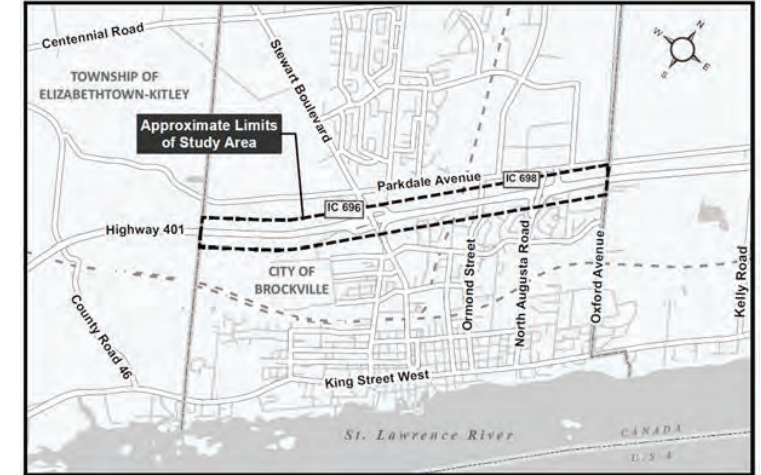 Centennial Road
Stewart Boulevard
N
W
E
S
TOWNSHIP OF
ELIZABETHTOWN-KITLEY
Approximate Limits
of Study Area
Parkdale Avenue
IC 698
IC 696
Highway 401
CITY OF
BROCKVILLE
Ormond Street
North Augusta Road
Oxford Avenue
Kelly Road
County Road 46
King Street West
St. Lawrence River
CANADA
U.S.A